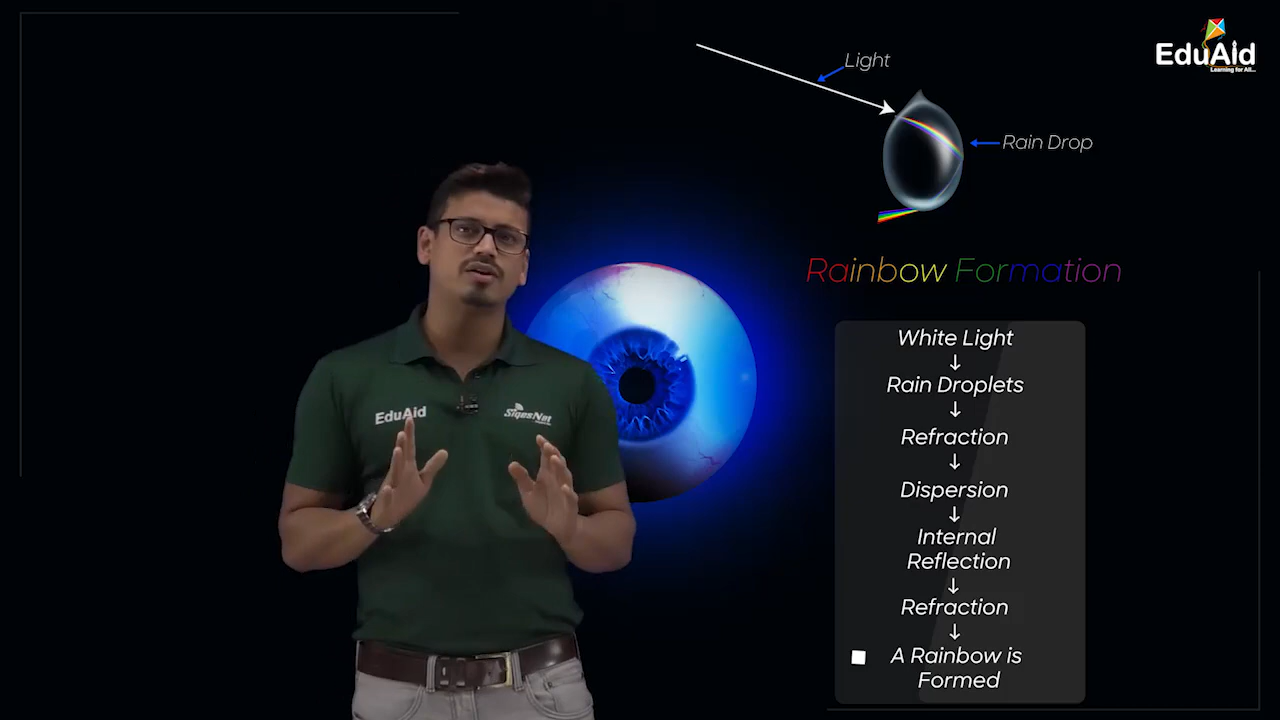 Light
EduAid
Learning for All...
Rain Drop
Rainbow Formation
White Light
↓
Rain Droplets
↓
Refraction
↓
Dispersion
↓
Internal
Reflection
↓
Refraction
↓
A Rainbow is
Formed
EduAid